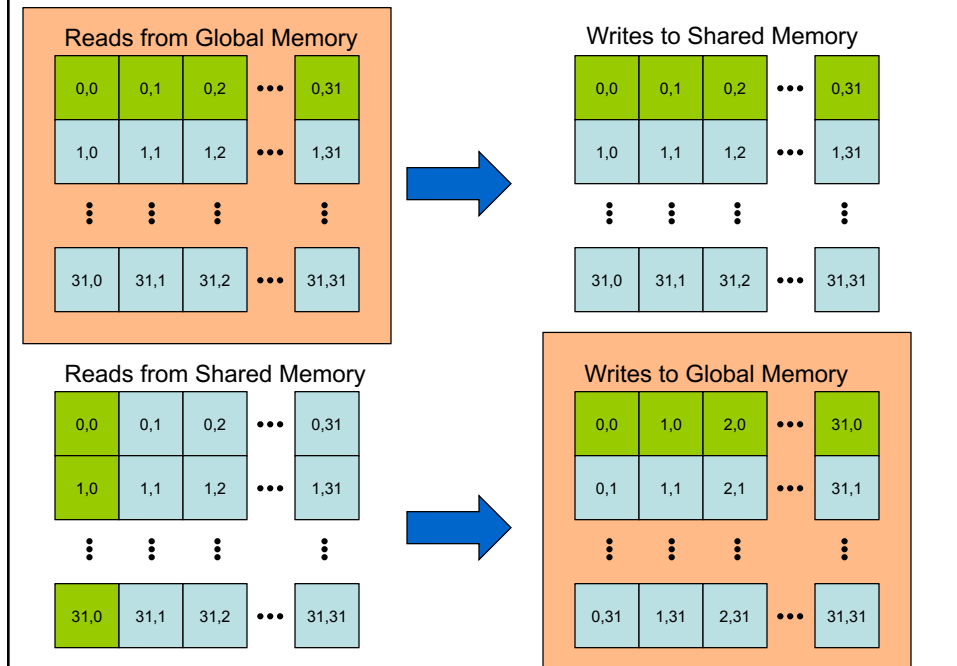 Reads from Global Memory
0,0 0,1 0,2 ••• 0,31
1,0 1,1 1,2 ••• 1,31
31,0 31,1 31,2 ••• 31,31
Writes to Shared Memory
0,0 0,1 0,2 ••• 0,31
1,0 1,1 1,2 ••• 1,31
31,0 31,1 31,2 ••• 31,31
Reads from Shared Memory
0,0 0,1 0,2 ••• 0,31
1,0 1,1 1,2 ••• 1,31
31,0 31,1 31,2 ••• 31,31
Writes to Global Memory
0,0 1,0 2,0 ••• 31,0
0,1 1,1 2,1 ••• 31,1
0,31 1,31 2,31 ••• 31,31